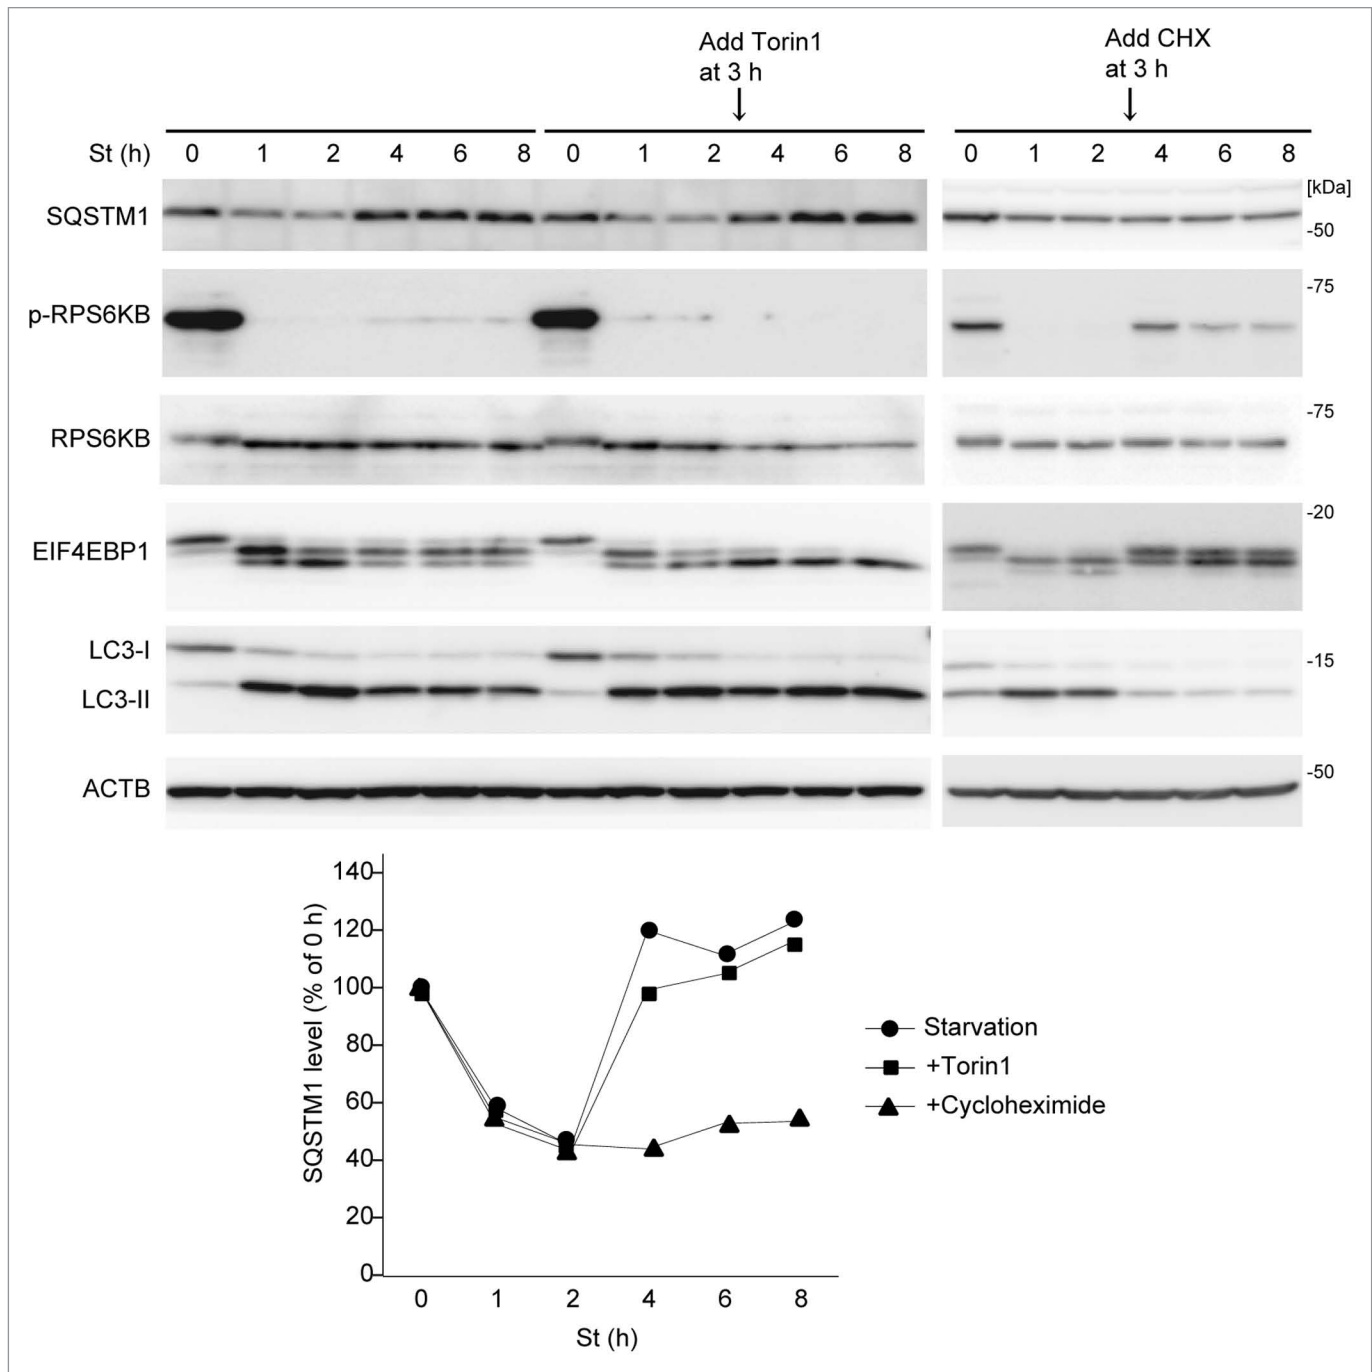 Add Torin1
at 3 h
Add CHX
at 3 h
St (h) 0 1 2 4 6 8 0 1 2 4 6 8 0 1 2 4 6 8
[kDa]
SQSTM1
-50
-75
p-RPS6KB
-75
RPS6KB
-20
EIF4EBP1
LC3-I
-15
LC3-II
-50
ACTB
SQSTM1 level (% of 0 h)
140
120
100
80
60
40
20
0
0 1 2 4 6 8
St (h)
Starvation
+Torin1
+Cycloheximide